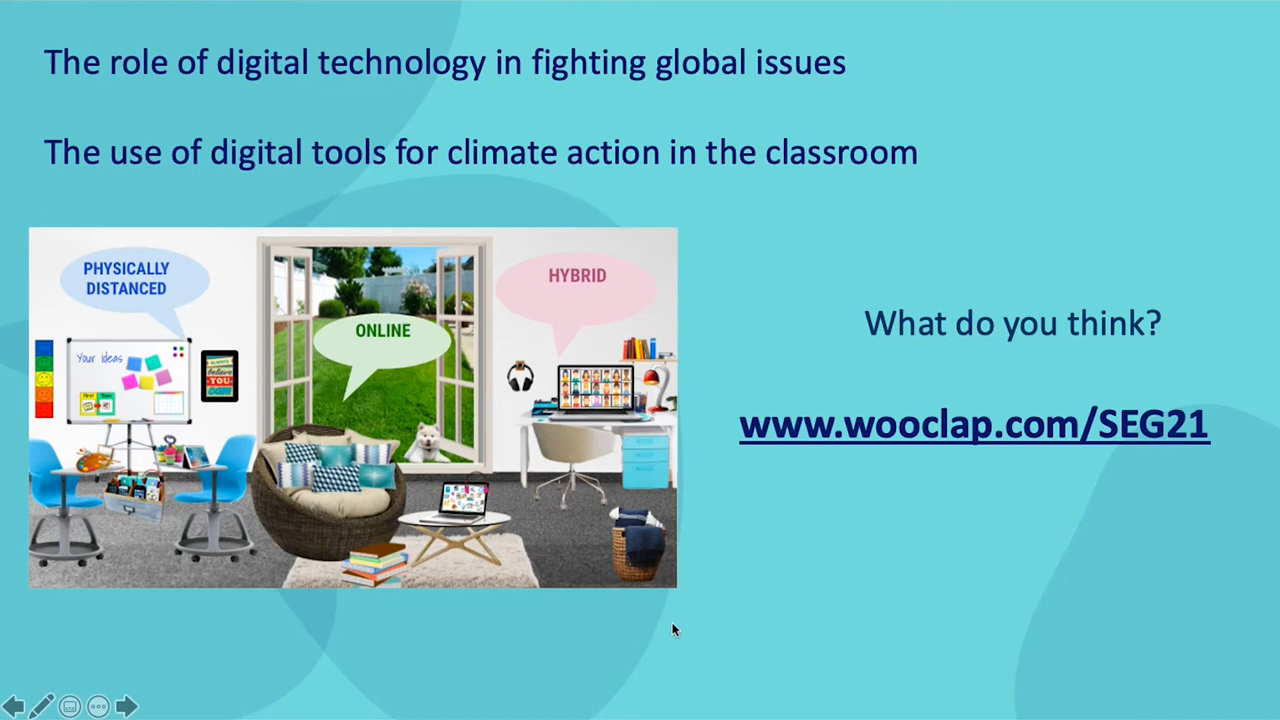 The role of digital technology in fighting global issues
The use of digital tools for climate action in the classroom
PHYSICALLY
DISTANCED
ONLINE
HYBRID
Your ideas
What do you think?
www.wooclap.com/SEG21